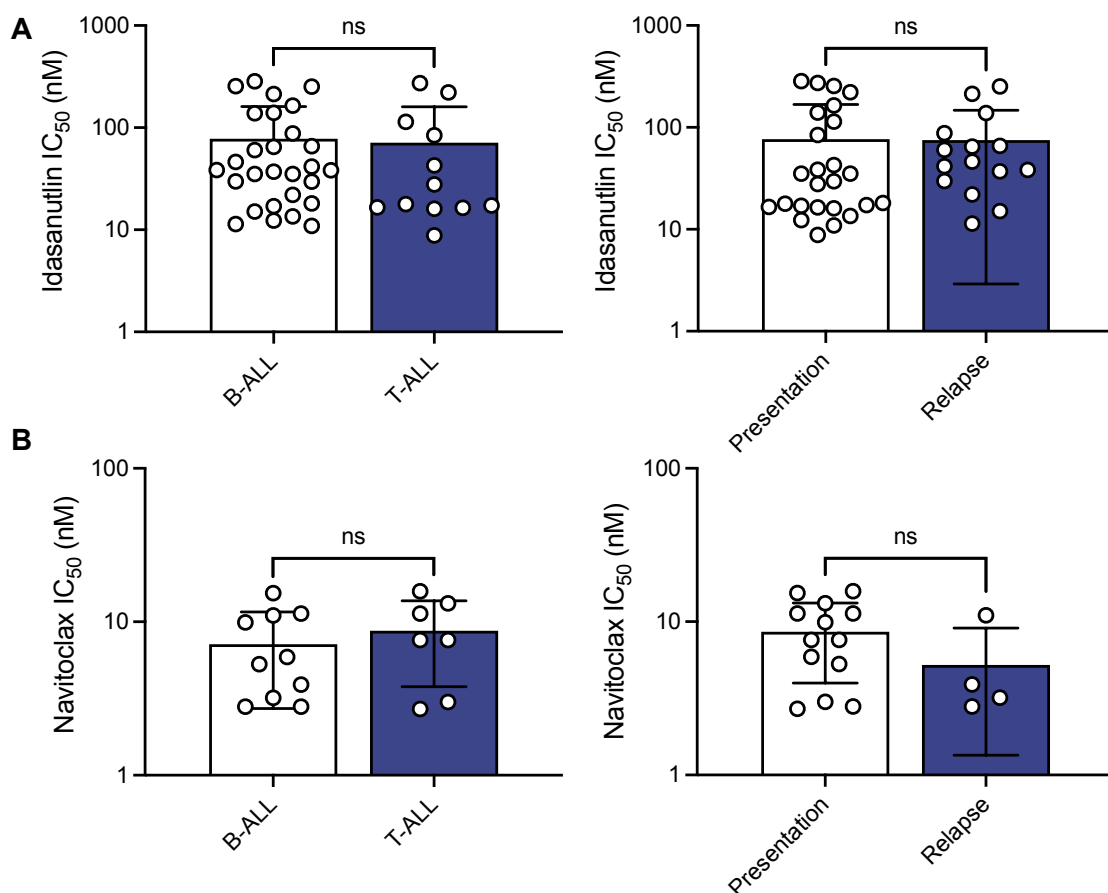 A
Idasanutlin IC50 (nM)
1000
100
10
1
ns
B-ALL
T-ALL
Idasanutlin IC50 (nM)
1000
100
10
1
ns
Presentation
Relapse
B
Navitoclax IC50 (nM)
100
10
1
ns
B-ALL
T-ALL
Navitoclax IC50 (nM)
100
10
1
ns
Presentation
Relapse